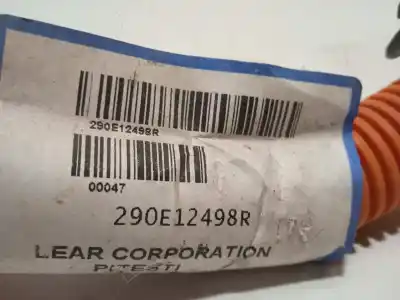 290E12498R
00047
290E12498R
LEAR CORPORATION
PITESTI